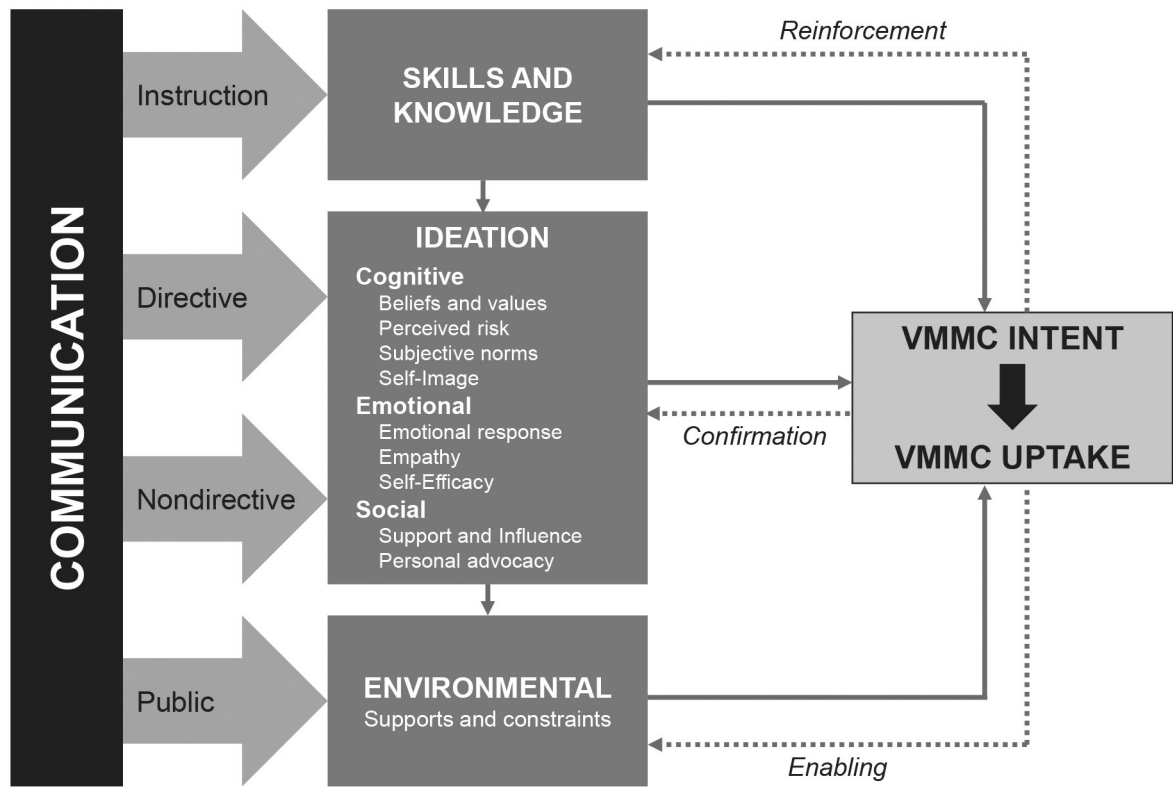 COMMUNICATION
Instruction
Directive
Nondirective
Public
SKILLS AND
KNOWLEDGE
IDEATION
Cognitive
Beliefs and values
Perceived risk
Subjective norms
Self-Image
Emotional
Emotional response
Empathy
Self-Efficacy
Social
Support and Influence
Personal advocacy
ENVIRONMENTAL
Supports and constraints
Reinforcement
Confirmation
Enabling
VMMC INTENT
VMMC UPTAKE